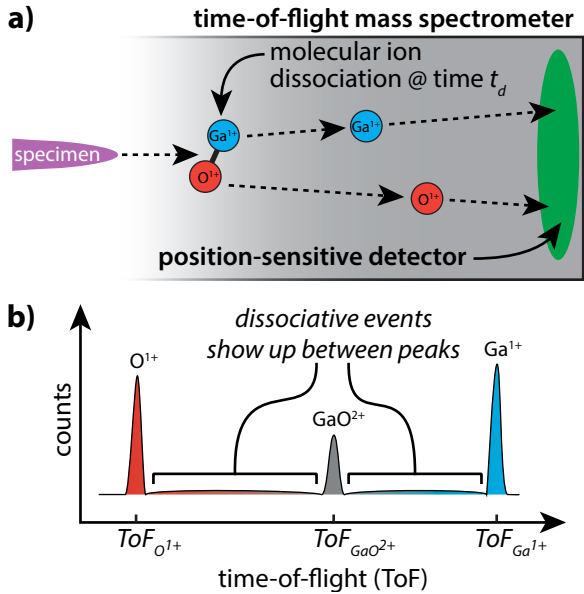 a)
time-of-flight mass spectrometer
molecular ion
dissociation @ time t_d
specimen
Ga¹⁺
Ga¹⁺
O¹⁺
O¹⁺
position-sensitive detector
b)
dissociative events
show up between peaks
O¹⁺
GaO²⁺
Ga¹⁺
counts
ToF_O¹⁺
ToF_GaO²⁺
ToF_Ga¹⁺
time-of-flight (ToF)